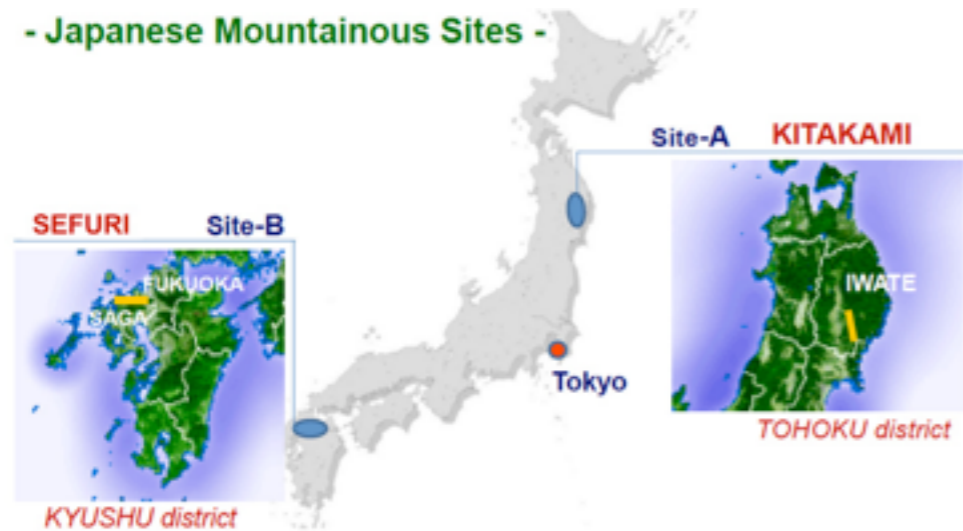 - Japanese Mountainous Sites -
Site-A KITAKAMI
SEFURI Site-B
IWATE
FUKUOKA
SAGA
Tokyo
TOHOKU district
KYUSHU district